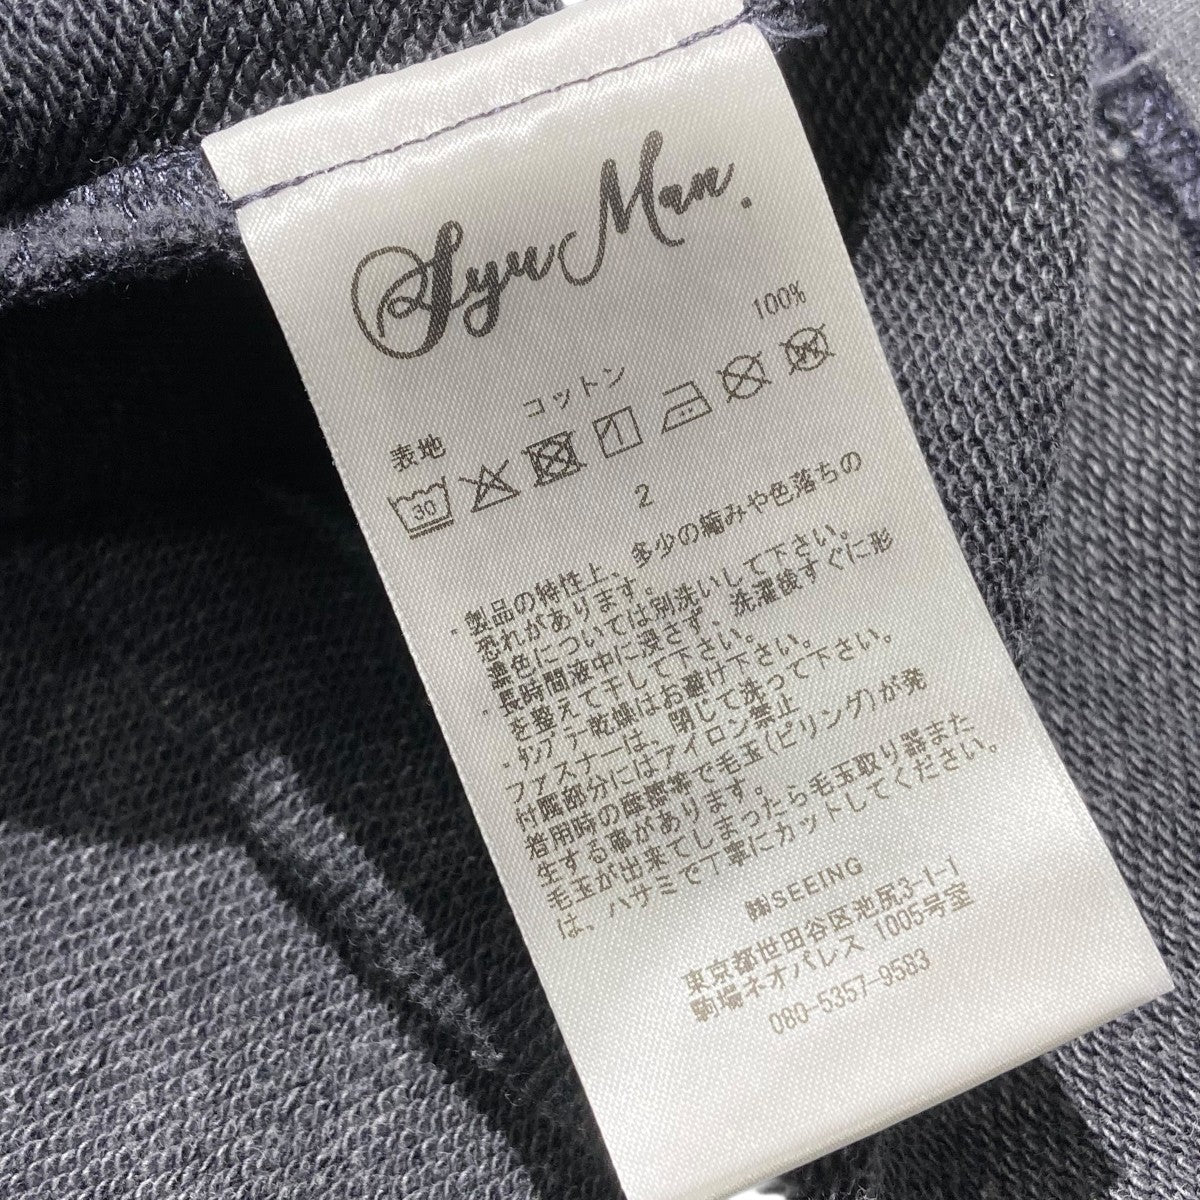 SyuMan.
表地 コットン 100%
30
2
・製品の特性上、多少の縮みや色落ちの
恐れがあります。
濃色については別洗いして下さい。
・長時間液中に浸さず、洗濯後すぐに形
を整えて干して下さい。
・タンブラー乾燥はお避け下さい。
ファスナーは、閉じて洗って下さい。
付属部分にはアイロン禁止
着用時の摩擦等で毛玉(ピリング)が発
生する事があります。
毛玉が出来てしまったら毛玉取り器また
は、ハサミで丁寧にカットしてください。
㈱SEEING
東京都世田谷区池尻3-1-1
駒場ネオパレス 1005号室
080-5357-9583